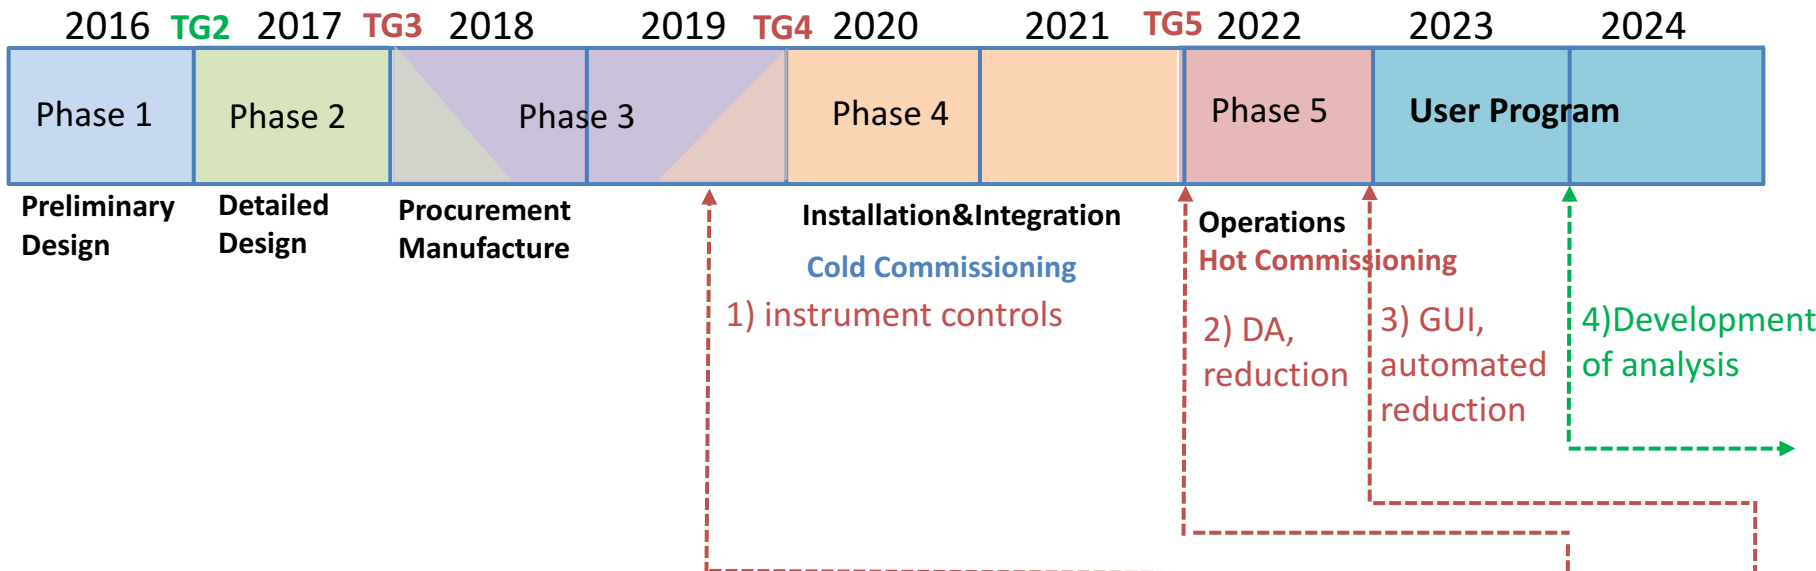 2016 TG2 2017 TG3 2018 2019 TG4 2020 2021 TG5 2022 2023 2024
Phase 1 Phase 2 Phase 3 Phase 4 Phase 5 User Program
Preliminary
Design
Detailed
Design
Procurement
Manufacture
Installation&Integration
Cold Commissioning
Operations
Hot Commissioning
1) instrument controls
2) DA,
reduction
3) GUI,
automated
reduction
4)Development
of analysis